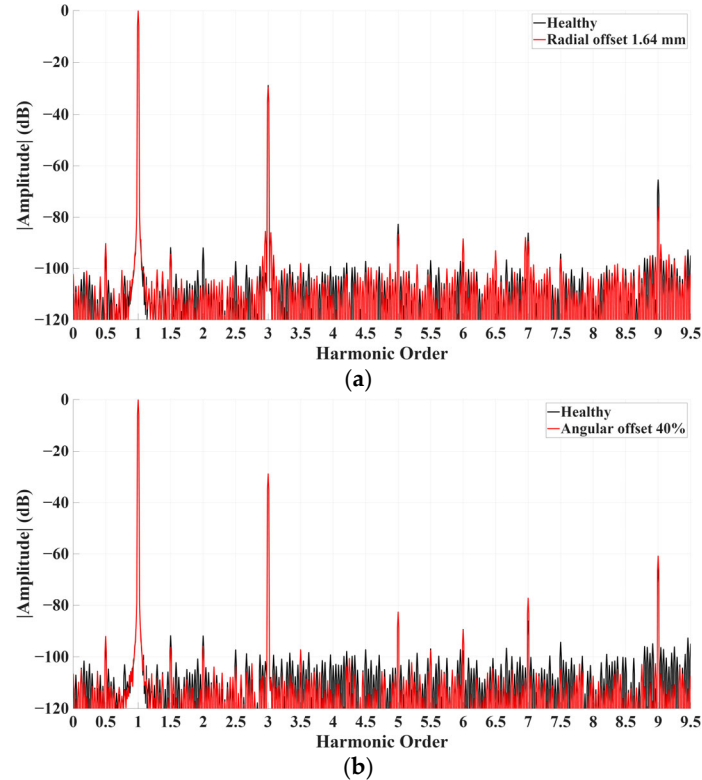 Healthy
Radial offset 1.64 mm
|Amplitude| (dB)
0
−20
−40
−60
−80
−100
−120
0 0.5 1 1.5 2 2.5 3 3.5 4 4.5 5 5.5 6 6.5 7 7.5 8 8.5 9 9.5
Harmonic Order
(a)
Healthy
Angular offset 40%
|Amplitude| (dB)
0
−20
−40
−60
−80
−100
−120
0 0.5 1 1.5 2 2.5 3 3.5 4 4.5 5 5.5 6 6.5 7 7.5 8 8.5 9 9.5
Harmonic Order
(b)